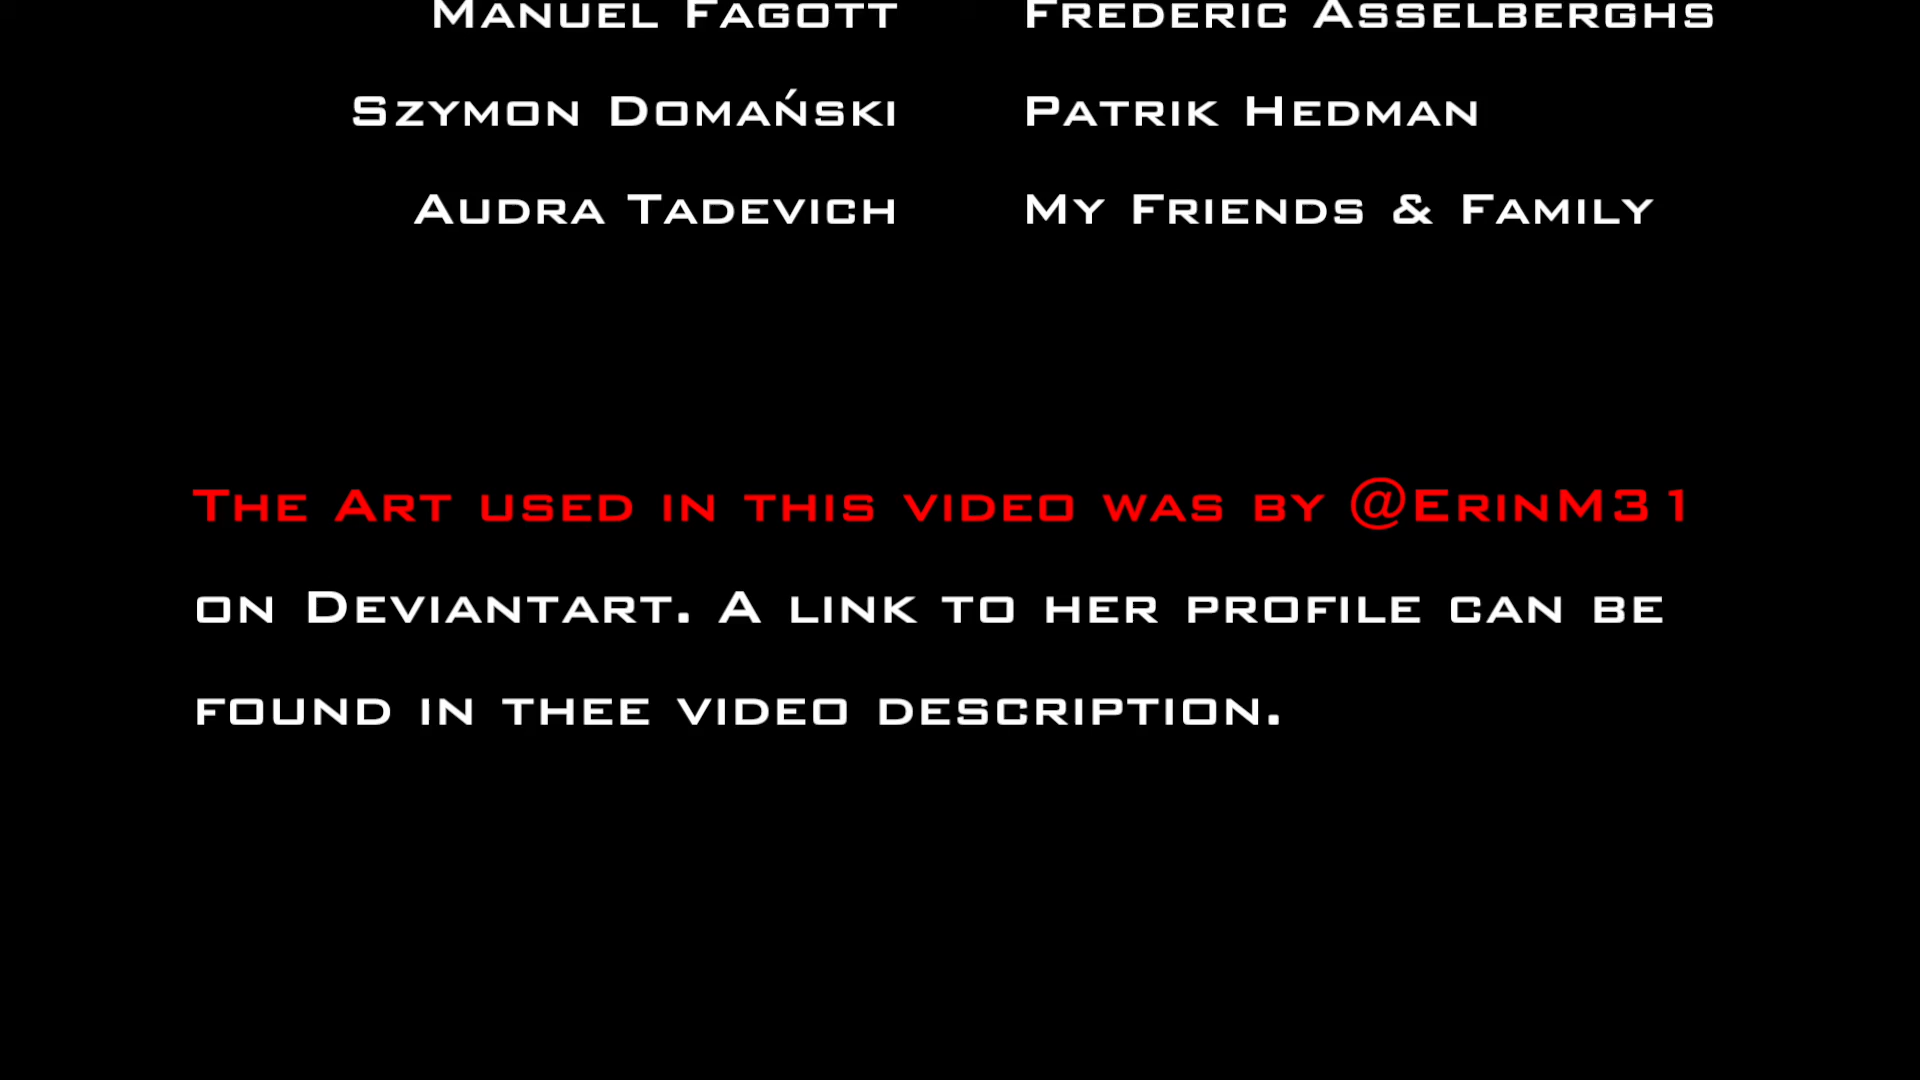 Manuel Fagott Frederic Asselberghs
Szymon Domański Patrik Hedman
Audra Tadevich My Friends & Family
The Art used in this video was by @ErinM31
on Deviantart. A link to her profile can be
found in thee video description.